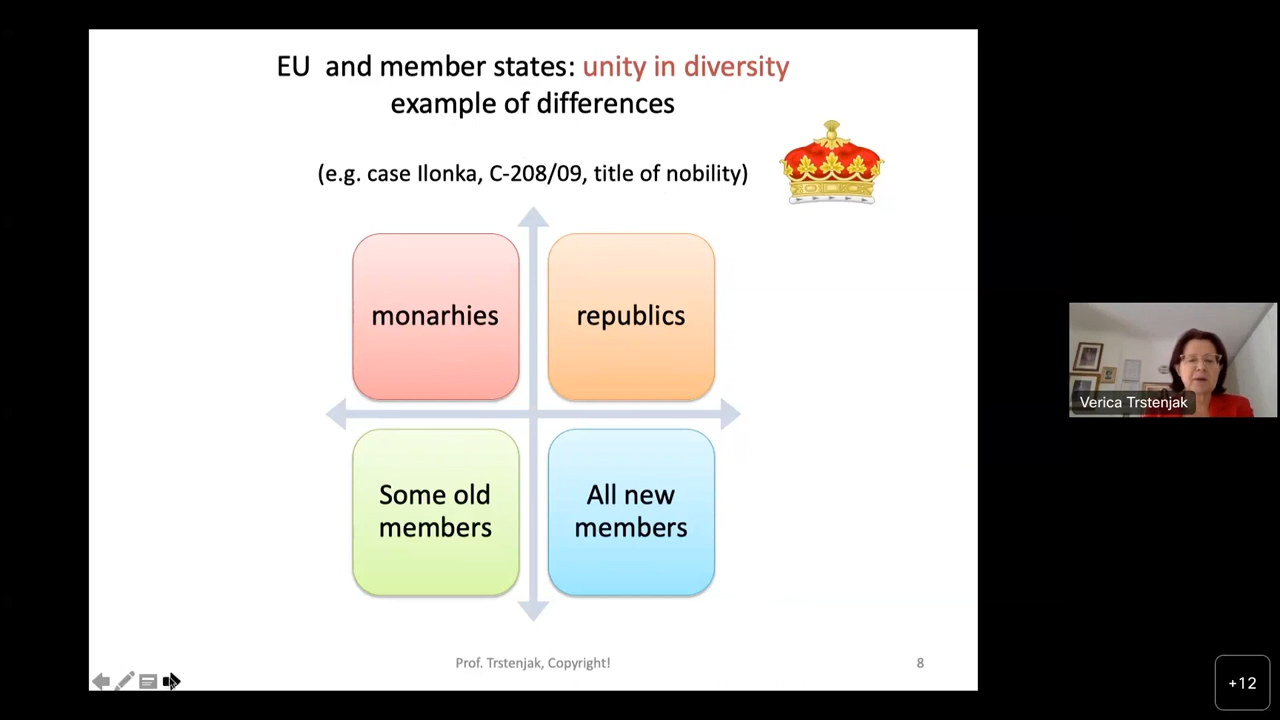 EU and member states: unity in diversity
example of differences
(e.g. case Ilonka, C-208/09, title of nobility)
monarhies
republics
Some old
members
All new
members
Prof. Trstenjak, Copyright!
8
Verica Trstenjak
+12